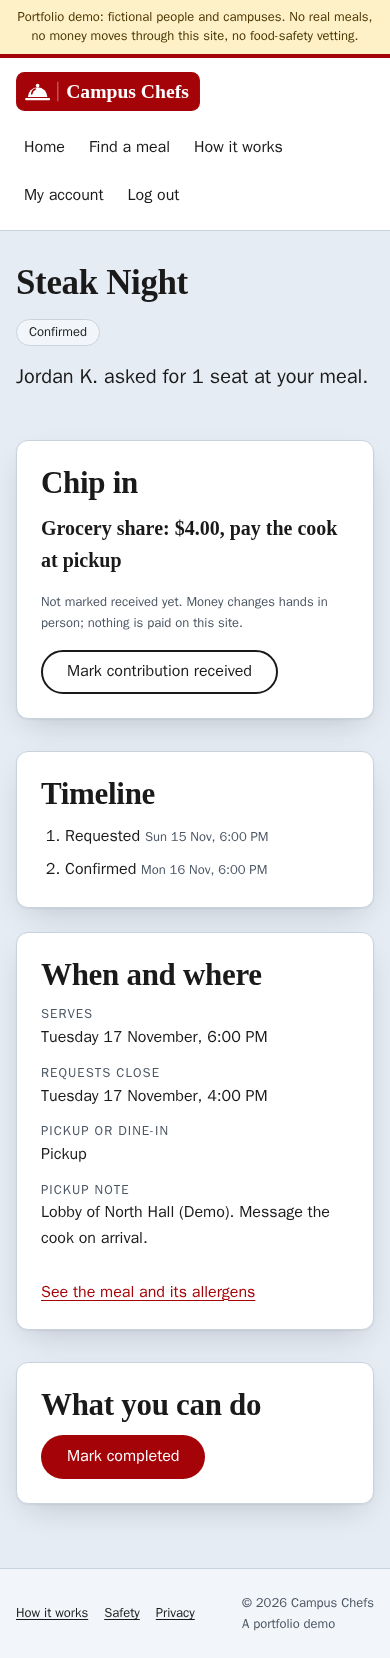 Portfolio demo: fictional people and campuses. No real meals,
no money moves through this site, no food-safety vetting.
Campus Chefs
Home Find a meal How it works
My account Log out
Steak Night
Confirmed
Jordan K. asked for 1 seat at your meal.
Chip in
Grocery share: $4.00, pay the cook
at pickup
Not marked received yet. Money changes hands in
person; nothing is paid on this site.
Mark contribution received
Timeline
1. Requested Sun 15 Nov, 6:00 PM
2. Confirmed Mon 16 Nov, 6:00 PM
When and where
SERVES
Tuesday 17 November, 6:00 PM
REQUESTS CLOSE
Tuesday 17 November, 4:00 PM
PICKUP OR DINE-IN
Pickup
PICKUP NOTE
Lobby of North Hall (Demo). Message the
cook on arrival.
See the meal and its allergens
What you can do
Mark completed
How it works Safety Privacy
© 2026 Campus Chefs
A portfolio demo